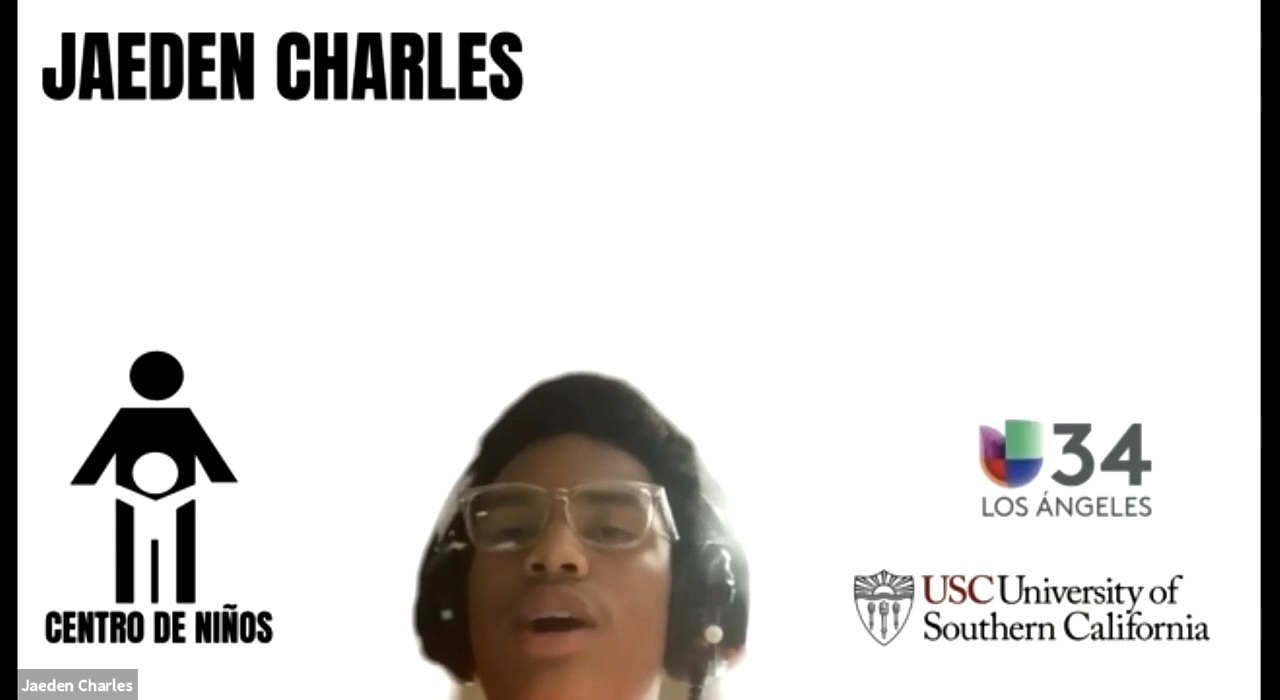 JAEDEN CHARLES
34
LOS ÁNGELES
USC University of
Southern California
CENTRO DE NIÑOS
Jaeden Charles